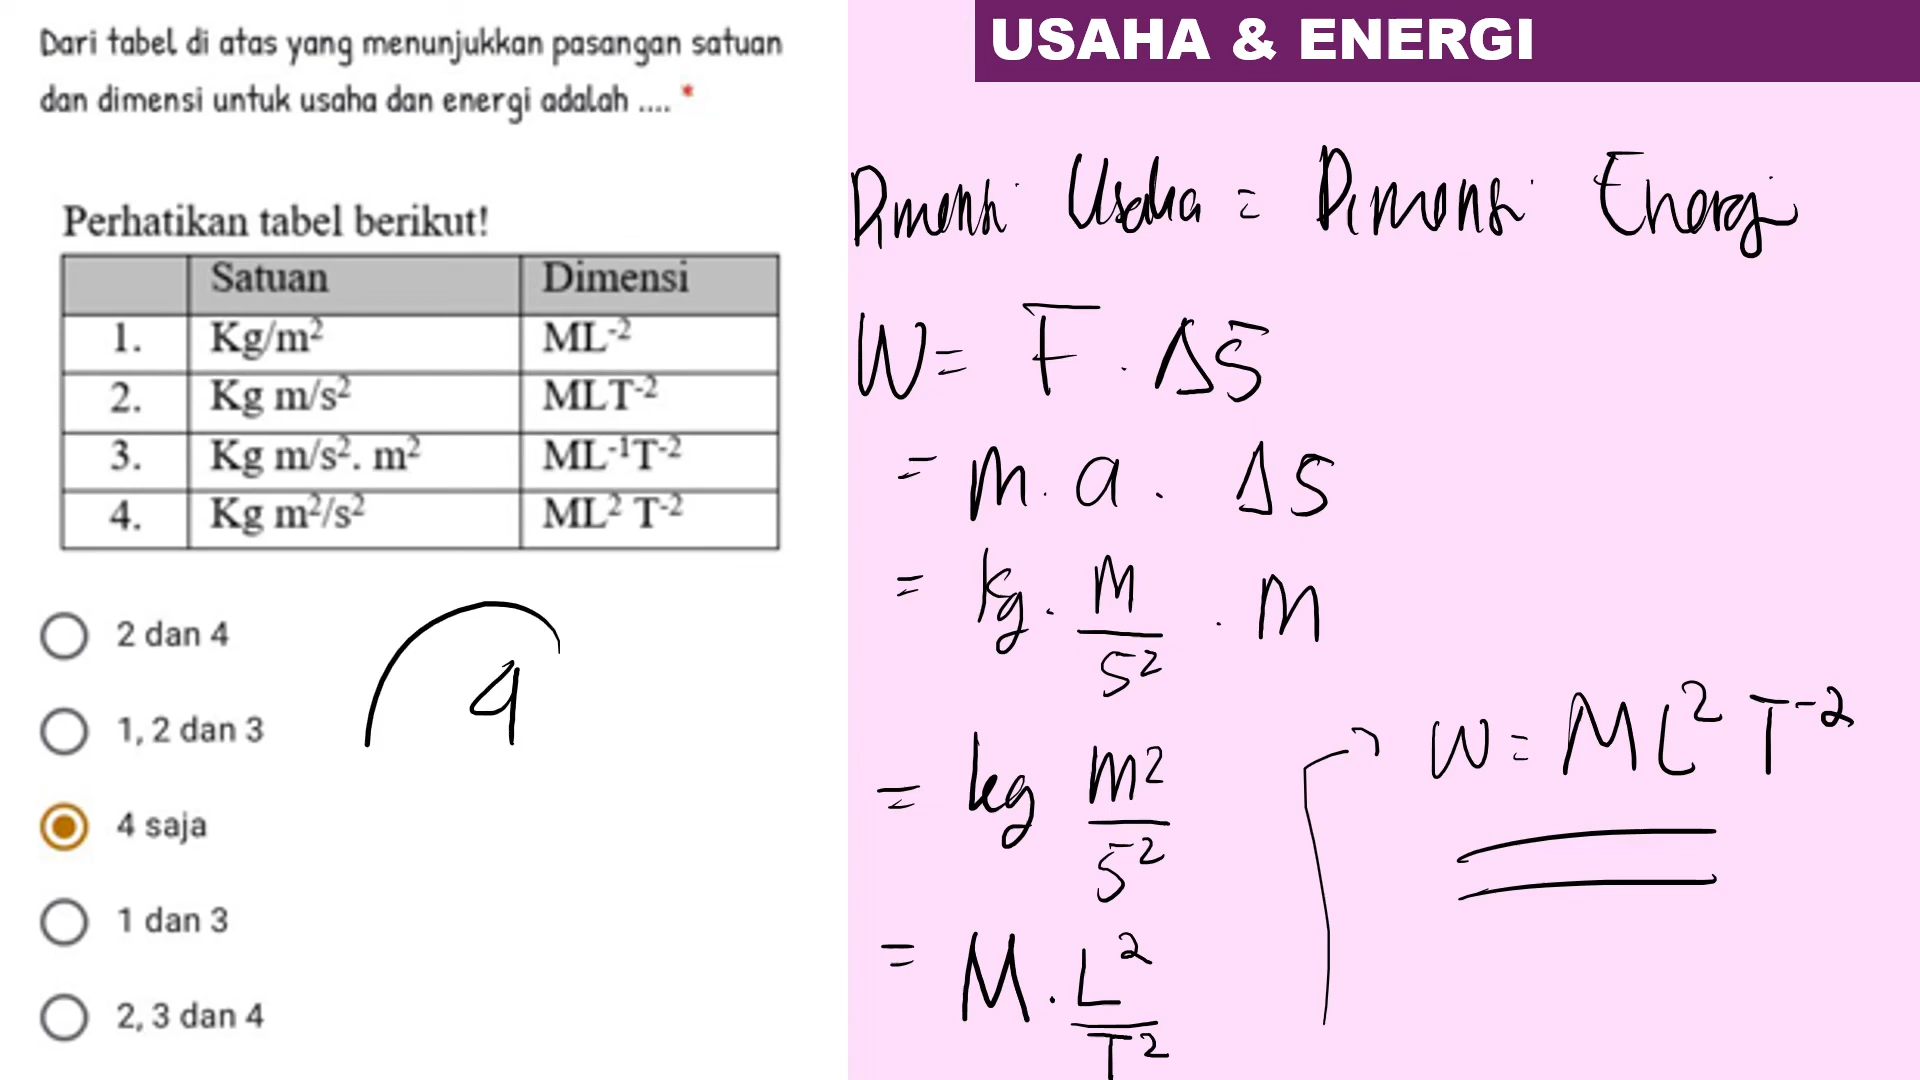 Dari tabel di atas yang menunjukkan pasangan satuan
dan dimensi untuk usaha dan energi adalah .... *
Perhatikan tabel berikut!
Satuan Dimensi
1. Kg/m² ML⁻²
2. Kg m/s² MLT⁻²
3. Kg m/s². m² ML⁻¹T⁻²
4. Kg m²/s² ML² T⁻²
2 dan 4
1, 2 dan 3
4 saja
1 dan 3
2, 3 dan 4
4
USAHA & ENERGI
Dimensi Usaha = Dimensi Energi
W = F . Δs
= m . a . Δs
= kg . m/s² . m
= kg m²/s²
= M . L²/T²
W = ML² T⁻²